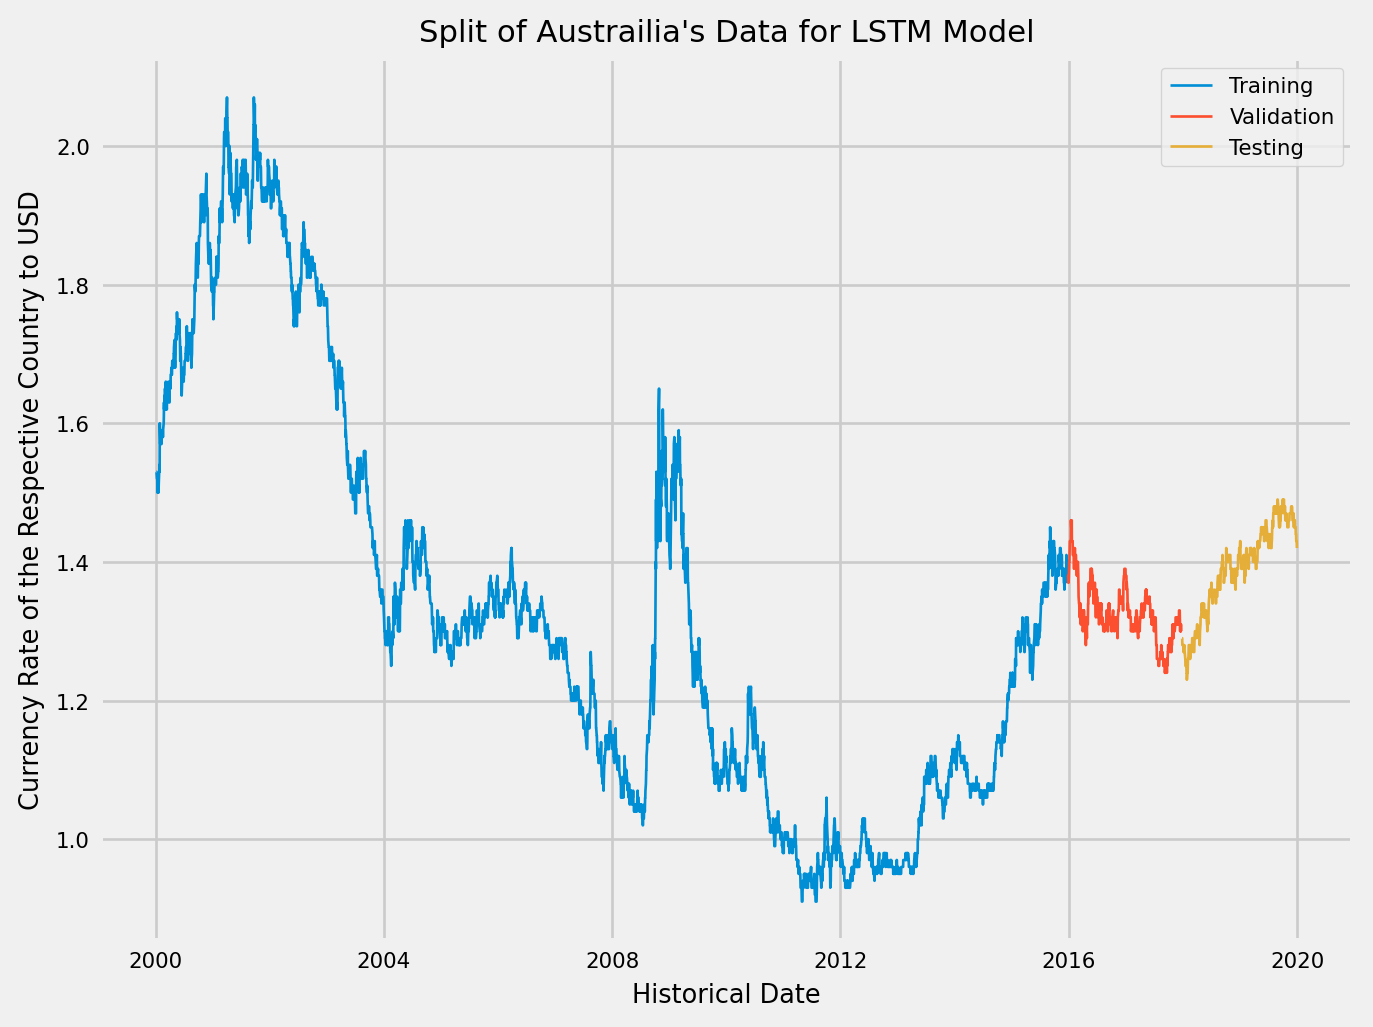 Split of Austrailia's Data for LSTM Model
Training
Validation
Testing
Currency Rate of the Respective Country to USD
2.0
1.8
1.6
1.4
1.2
1.0
2000
2004
2008
2012
2016
2020
Historical Date